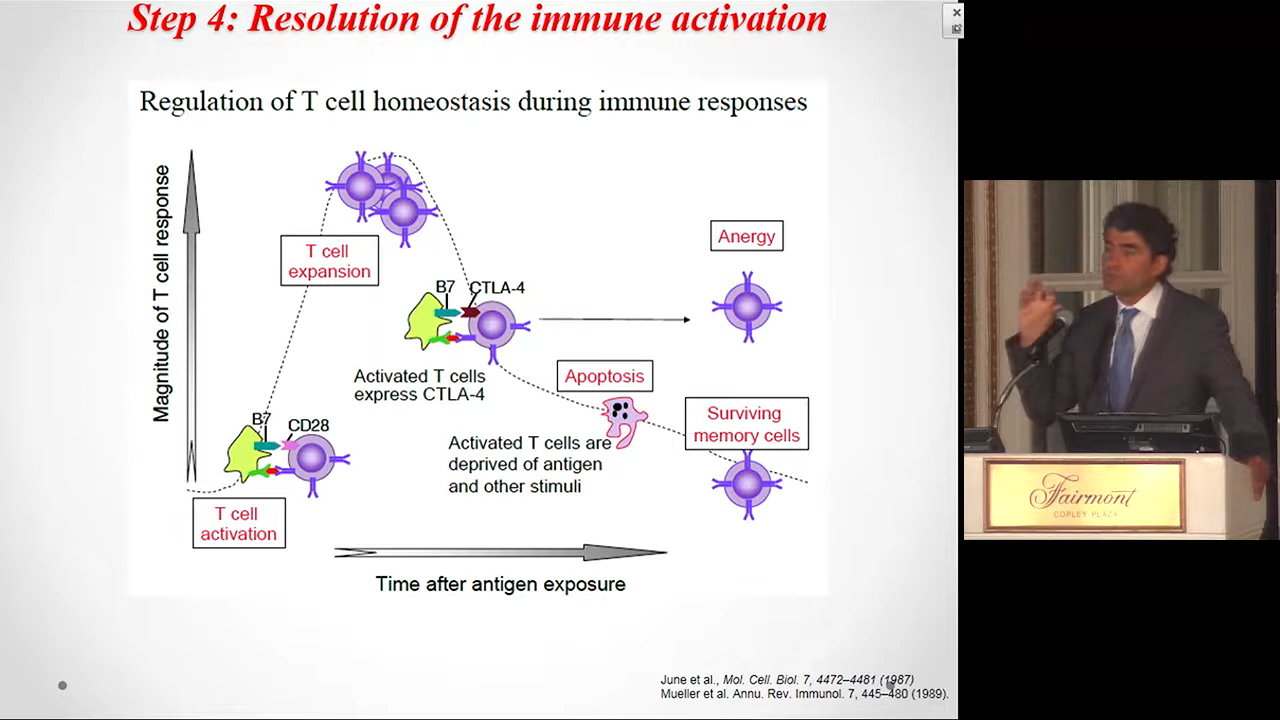 Step 4: Resolution of the immune activation
Regulation of T cell homeostasis during immune responses
Magnitude of T cell response
T cell
expansion
Anergy
B7
CTLA-4
Activated T cells
express CTLA-4
Apoptosis
B7
CD28
Surviving
memory cells
Activated T cells are
deprived of antigen
and other stimuli
T cell
activation
Time after antigen exposure
June et al., Mol. Cell. Biol. 7, 4472–4481 (1987)
Mueller et al. Annu. Rev. Immunol. 7, 445–480 (1989).
Fairmont
COPLEY PLAZA